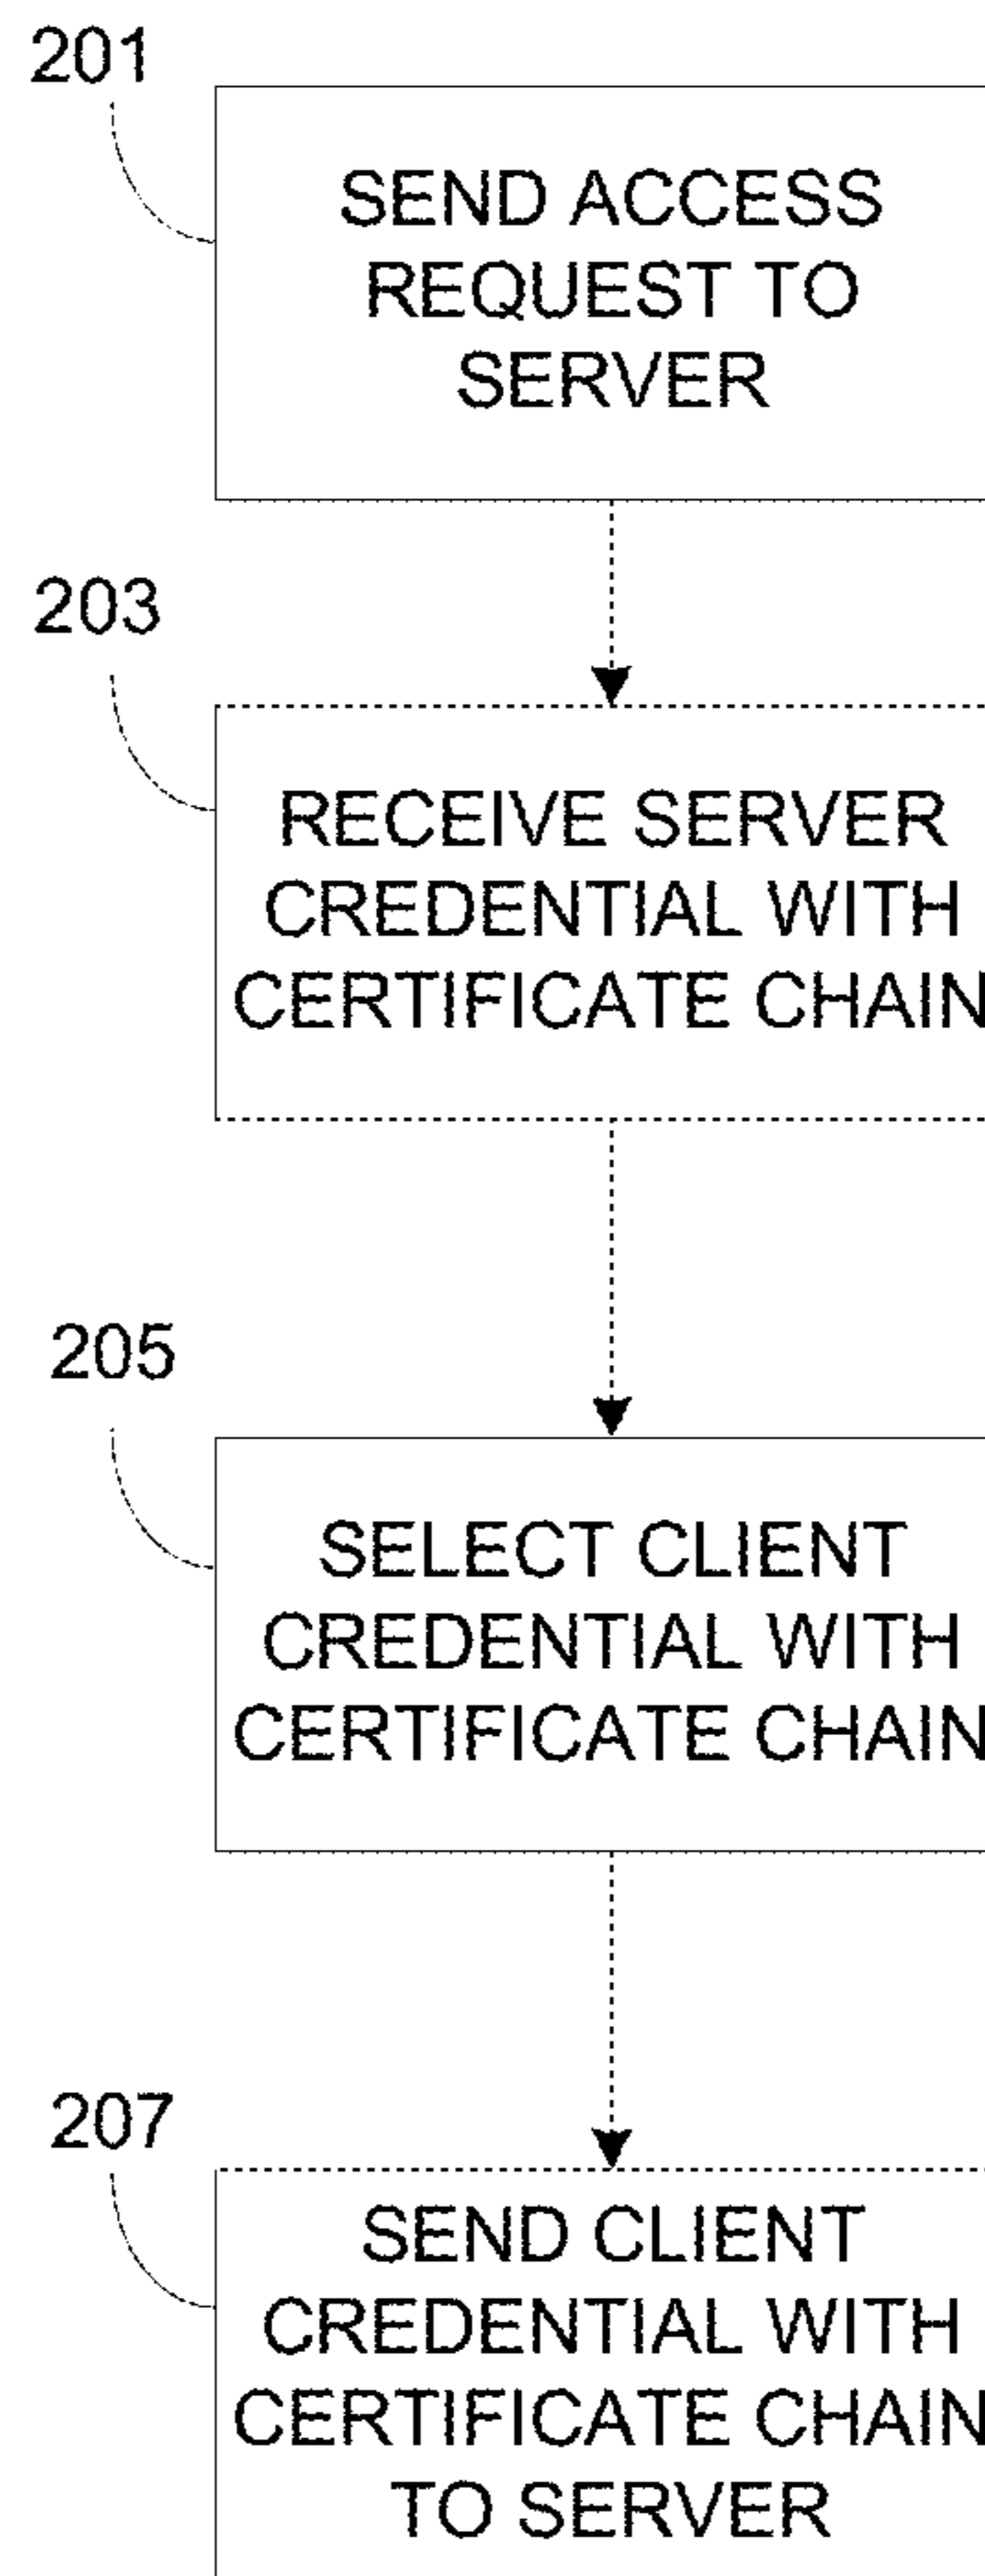 201
SEND ACCESS
REQUEST TO
SERVER
203
RECEIVE SERVER
CREDENTIAL WITH
CERTIFICATE CHAIN
205
SELECT CLIENT
CREDENTIAL WITH
CERTIFICATE CHAIN
207
SEND CLIENT
CREDENTIAL WITH
CERTIFICATE CHAIN
TO SERVER